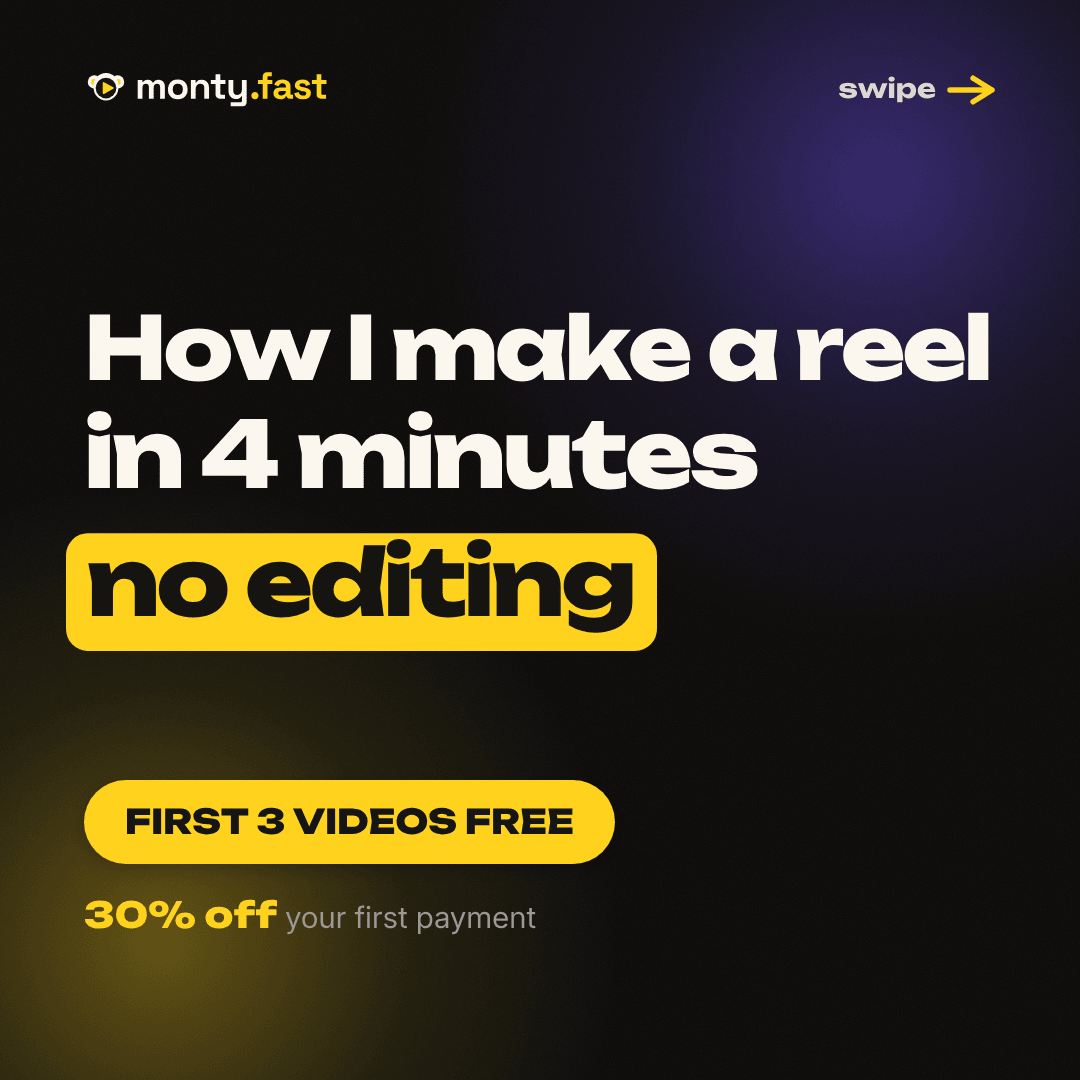 monty.fast
swipe
How I make a reel
in 4 minutes
no editing
FIRST 3 VIDEOS FREE
30% off your first payment